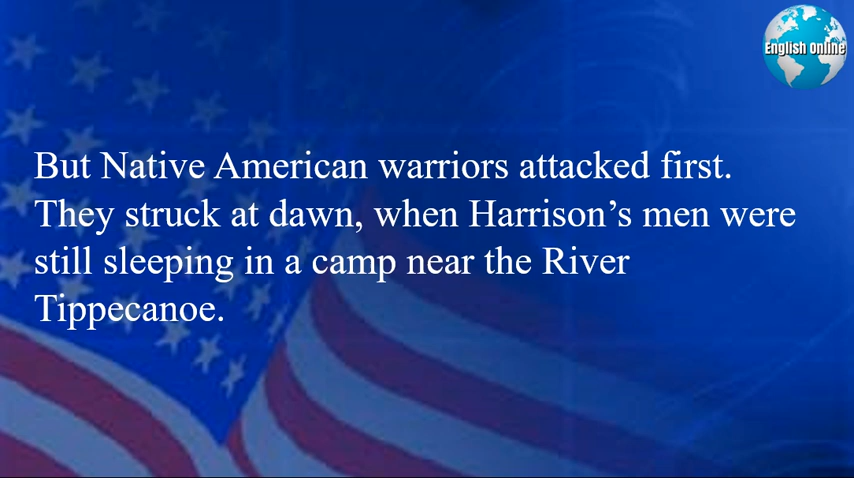 English Online
But Native American warriors attacked first.
They struck at dawn, when Harrison’s men were
still sleeping in a camp near the River
Tippecanoe.